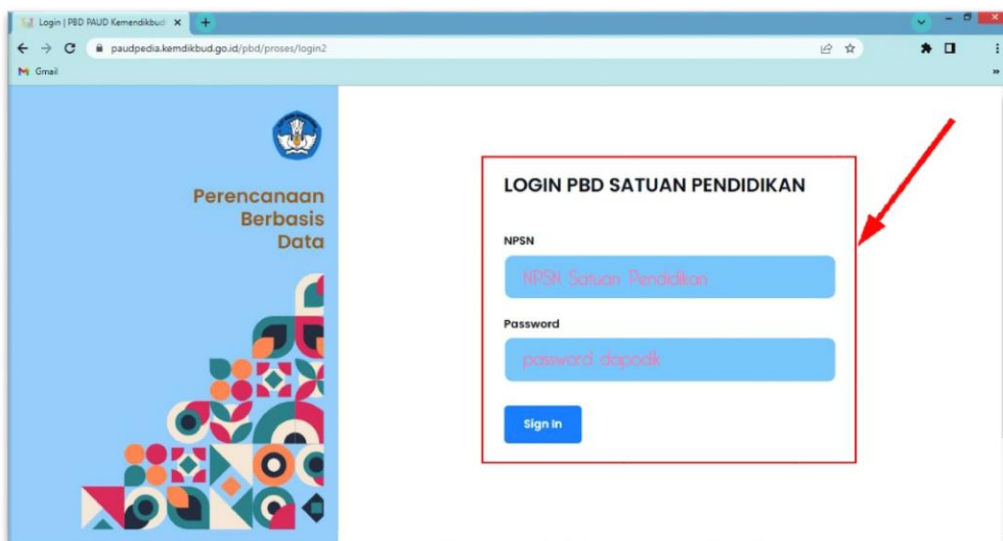 Login | PBD PAUD Kemendikbud
paudpedia.kemdikbud.go.id/pbd/proses/login2
Gmail
Perencanaan
Berbasis
Data
LOGIN PBD SATUAN PENDIDIKAN
NPSN
NPSN Satuan Pendidikan
Password
password dapodik
Sign In